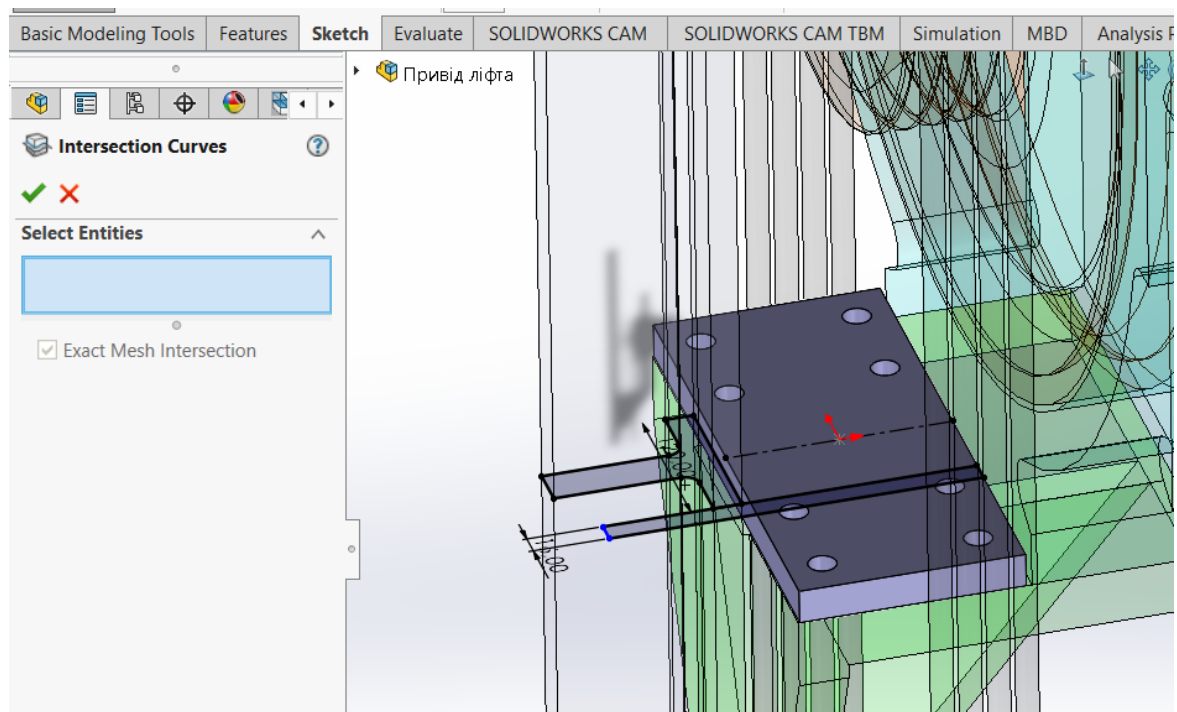 Basic Modeling Tools Features Sketch Evaluate SOLIDWORKS CAM SOLIDWORKS CAM TBM Simulation MBD Analysis P
Привід ліфта
Intersection Curves
Select Entities
Exact Mesh Intersection